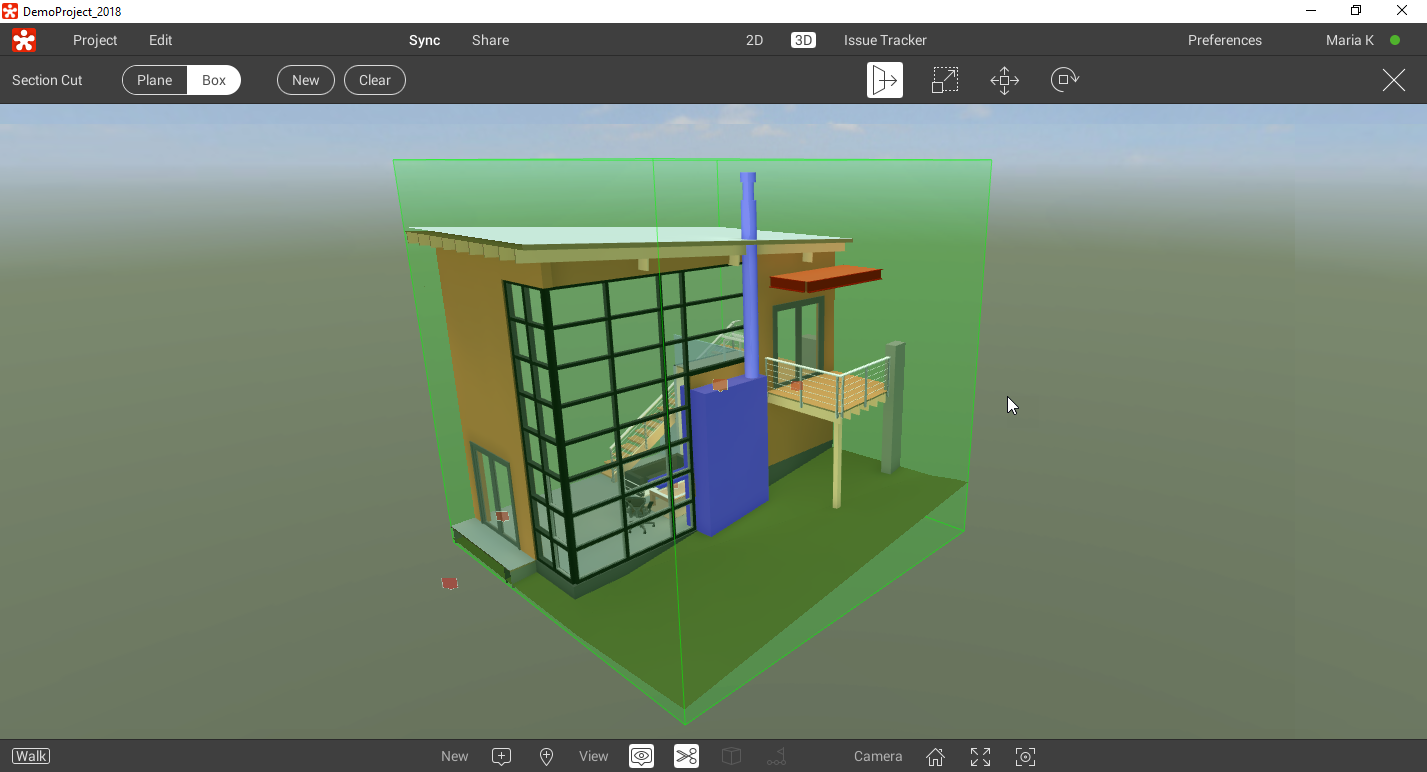 DemoProject_2018
Project Edit Sync Share 2D 3D Issue Tracker Preferences Maria K
Section Cut Plane Box New Clear
Walk New View Camera